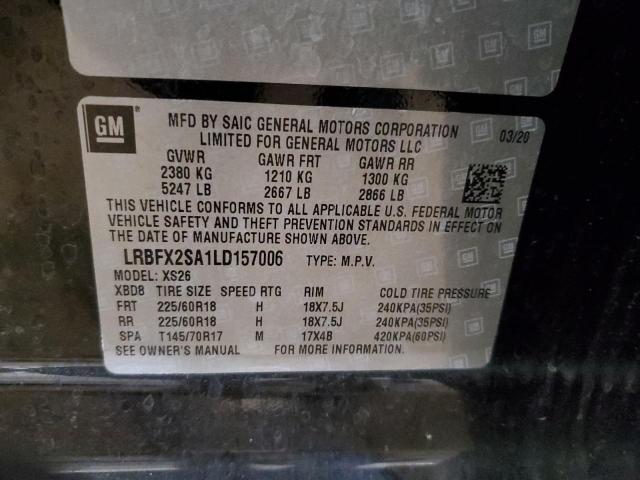 GM
MFD BY SAIC GENERAL MOTORS CORPORATION
LIMITED FOR GENERAL MOTORS LLC
03/20
GVWR GAWR FRT GAWR RR
2380 KG 1210 KG 1300 KG
5247 LB 2667 LB 2866 LB
THIS VEHICLE CONFORMS TO ALL APPLICABLE U.S. FEDERAL MOTOR
VEHICLE SAFETY AND THEFT PREVENTION STANDARDS IN EFFECT ON
THE DATE OF MANUFACTURE SHOWN ABOVE.
LRBFX2SA1LD157006 TYPE: M.P.V.
MODEL: XS26
XBD8 TIRE SIZE SPEED RTG RIM COLD TIRE PRESSURE
FRT 225/60R18 H 18X7.5J 240KPA(35PSI)
RR 225/60R18 H 18X7.5J 240KPA(35PSI)
SPA T145/70R17 M 17X4B 420KPA(60PSI)
SEE OWNER'S MANUAL FOR MORE INFORMATION.